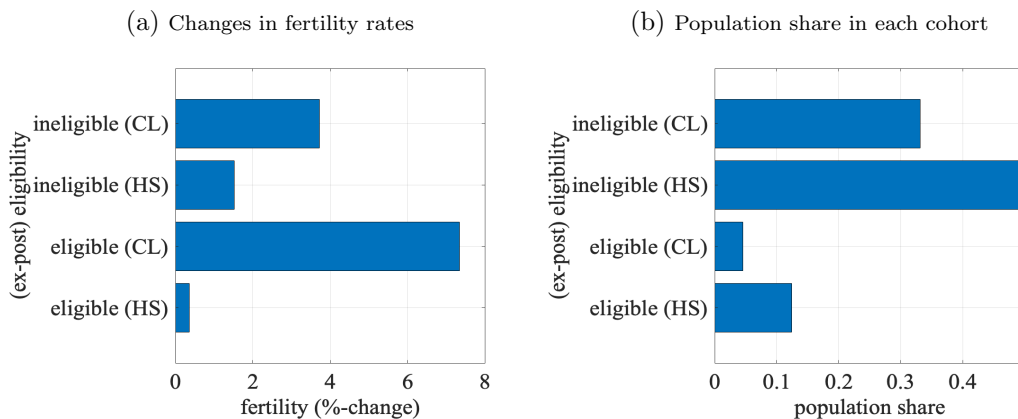 (a) Changes in fertility rates
ineligible (CL)
ineligible (HS)
eligible (CL)
eligible (HS)
(ex-post) eligibility
0 2 4 6 8
fertility (%-change)
(b) Population share in each cohort
ineligible (CL)
ineligible (HS)
eligible (CL)
eligible (HS)
(ex-post) eligibility
0 0.1 0.2 0.3 0.4
population share